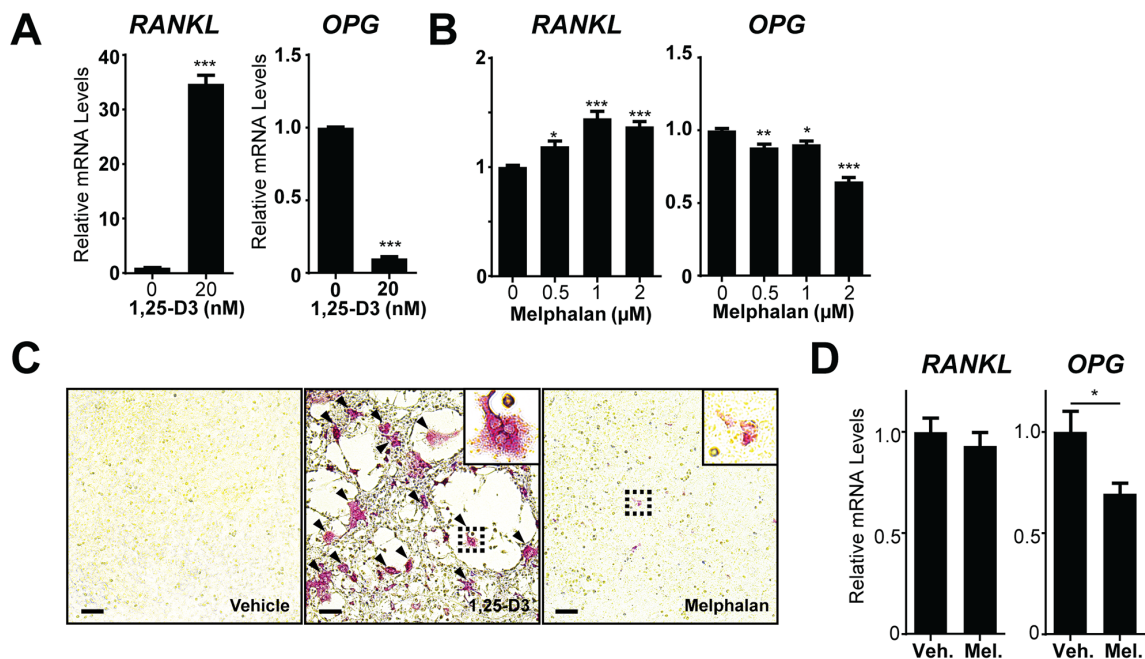 A
RANKL
OPG
Relative mRNA Levels
40
30
20
10
0
***
0
20
1,25-D3 (nM)
Relative mRNA Levels
1.5
1.0
0.5
0
***
0
20
1,25-D3 (nM)
B
RANKL
OPG
2
1
0
*
***
***
0
0.5
1
2
Melphalan (µM)
1.5
1.0
0.5
0
**
*
***
0
0.5
1
2
Melphalan (µM)
C
Vehicle
1,25-D3
Melphalan
D
RANKL
OPG
Relative mRNA Levels
1.0
0.5
0
Veh.
Mel.
1.0
0.5
0
*
Veh.
Mel.